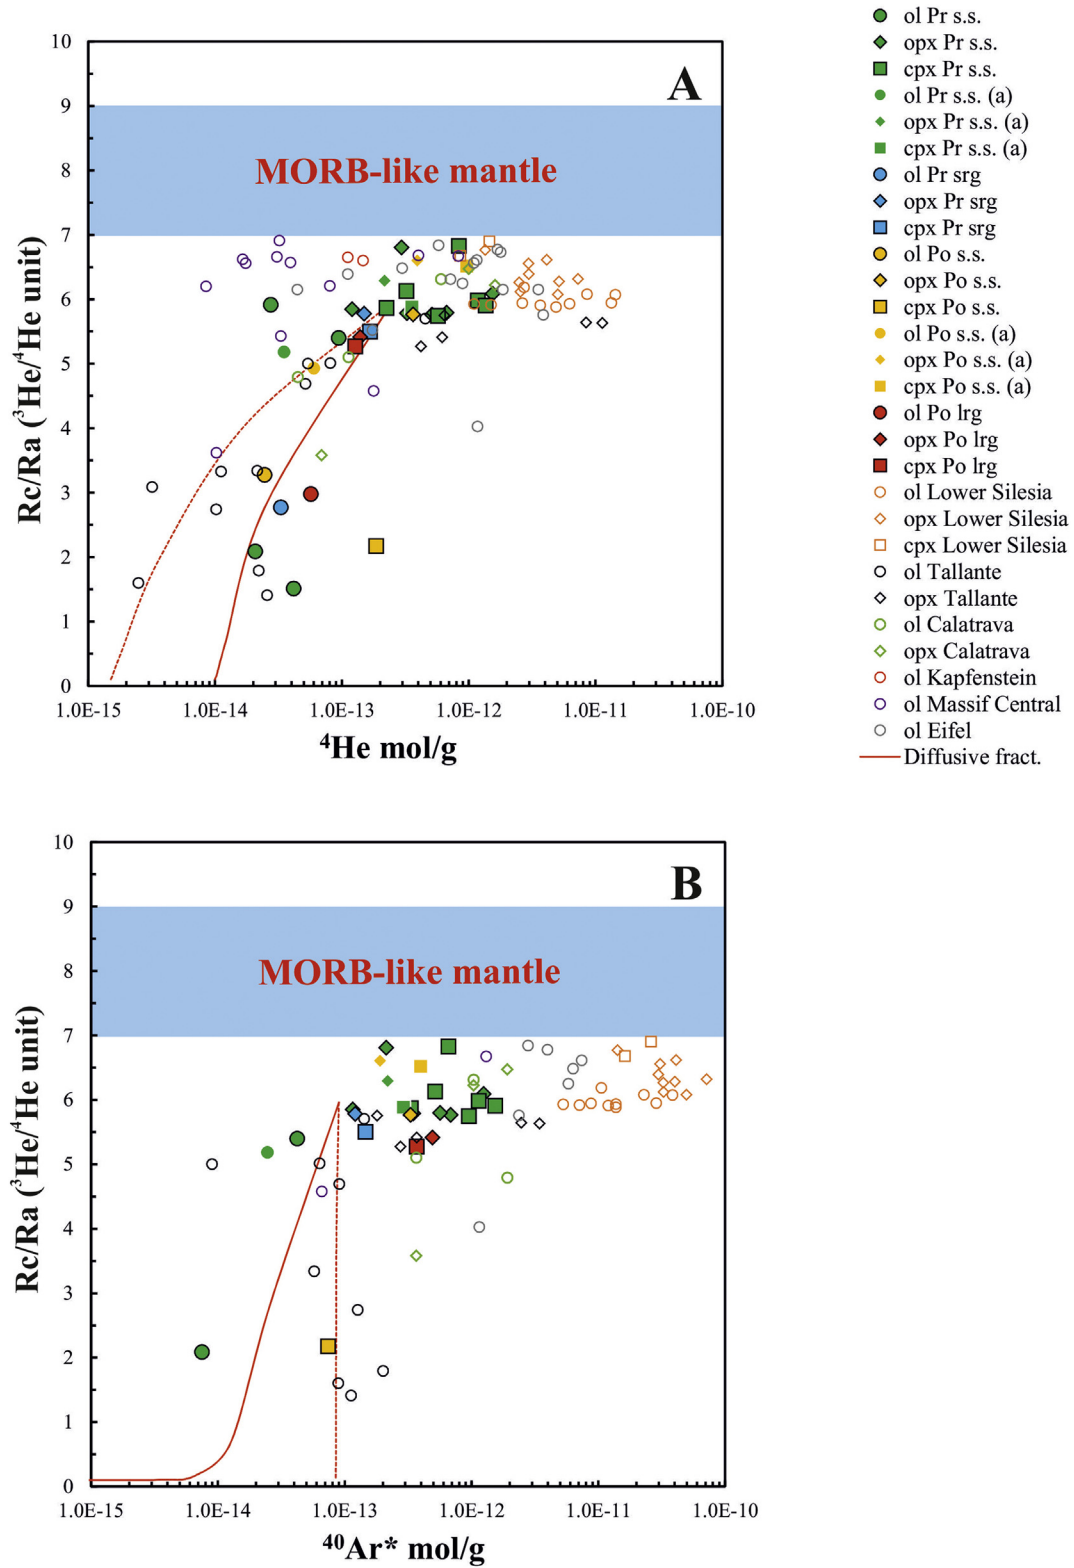 A
MORB-like mantle
10
9
8
7
6
5
4
3
2
1
0
Rc/Ra (³He/⁴He unit)
1.0E-15 1.0E-14 1.0E-13 1.0E-12 1.0E-11 1.0E-10
⁴He mol/g
ol Pr s.s.
opx Pr s.s.
cpx Pr s.s.
ol Pr s.s. (a)
opx Pr s.s. (a)
cpx Pr s.s. (a)
ol Pr srg
opx Pr srg
cpx Pr srg
ol Po s.s.
opx Po s.s.
cpx Po s.s.
ol Po s.s. (a)
opx Po s.s. (a)
cpx Po s.s. (a)
ol Po lrg
opx Po lrg
cpx Po lrg
ol Lower Silesia
opx Lower Silesia
cpx Lower Silesia
ol Tallante
opx Tallante
ol Calatrava
opx Calatrava
ol Kapfenstein
ol Massif Central
ol Eifel
Diffusive fract.
B
MORB-like mantle
10
9
8
7
6
5
4
3
2
1
0
Rc/Ra (³He/⁴He unit)
1.0E-15 1.0E-14 1.0E-13 1.0E-12 1.0E-11 1.0E-10
⁴⁰Ar* mol/g